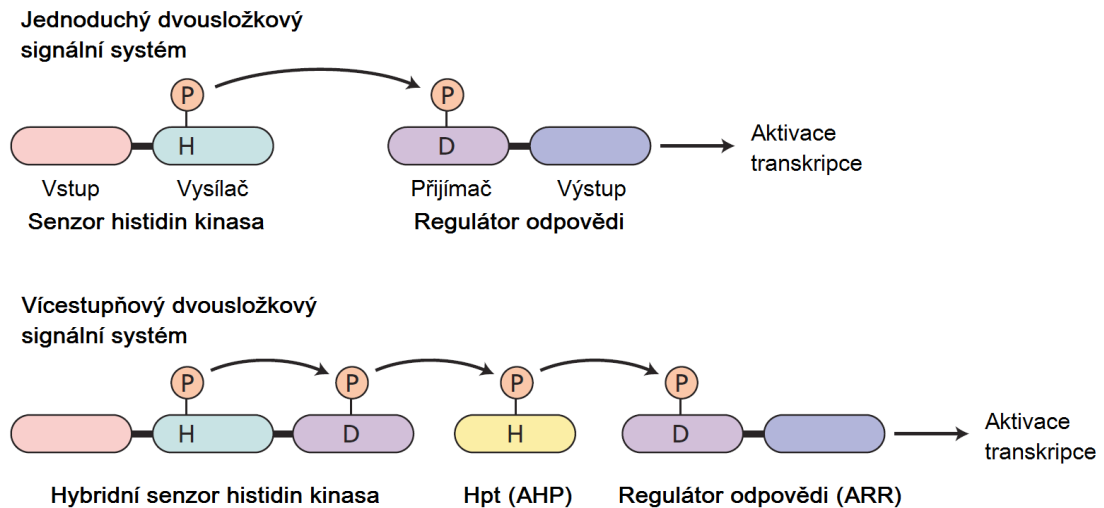 Jednoduchý dvousložkový
signální systém
P
P
H
D
Aktivace
transkripce
Vstup
Vysílač
Přijímač
Výstup
Senzor histidin kinasa
Regulátor odpovědi
Vícestupňový dvousložkový
signální systém
P
P
P
P
H
D
H
D
Aktivace
transkripce
Hybridní senzor histidin kinasa
Hpt (AHP)
Regulátor odpovědi (ARR)